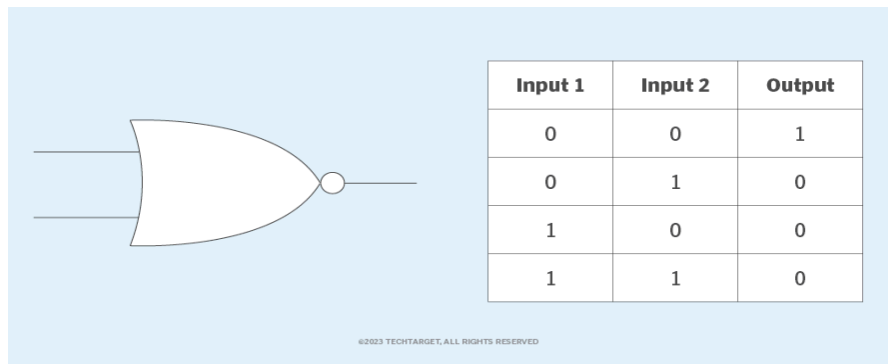 Input 1 Input 2 Output
0 0 1
0 1 0
1 0 0
1 1 0
©2023 TECHTARGET, ALL RIGHTS RESERVED